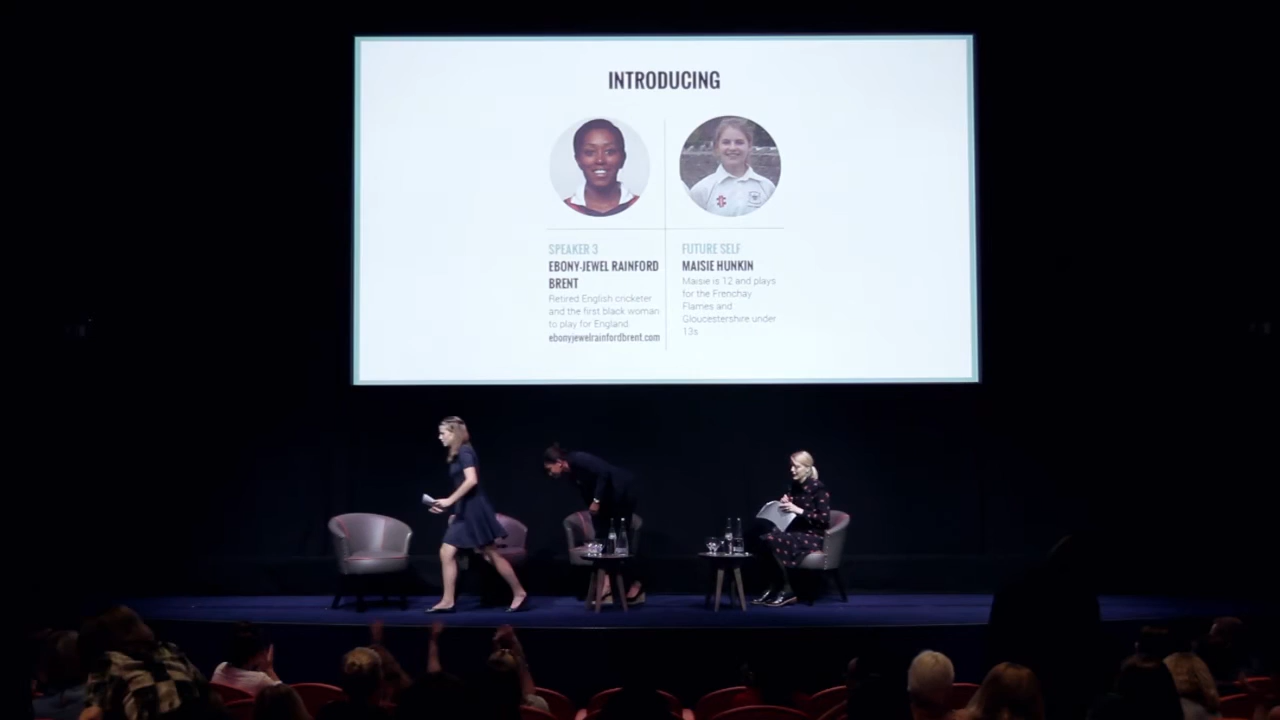 INTRODUCING
SPEAKER 3
EBONY-JEWEL RAINFORD
BRENT
Retired English cricketer
and the first black woman
to play for England
ebonyjewelrainfordbrent.com
FUTURE SELF
MAISIE HUNKIN
Maisie is 12 and plays
for the Frenchay
Flames and
Gloucestershire under
13s